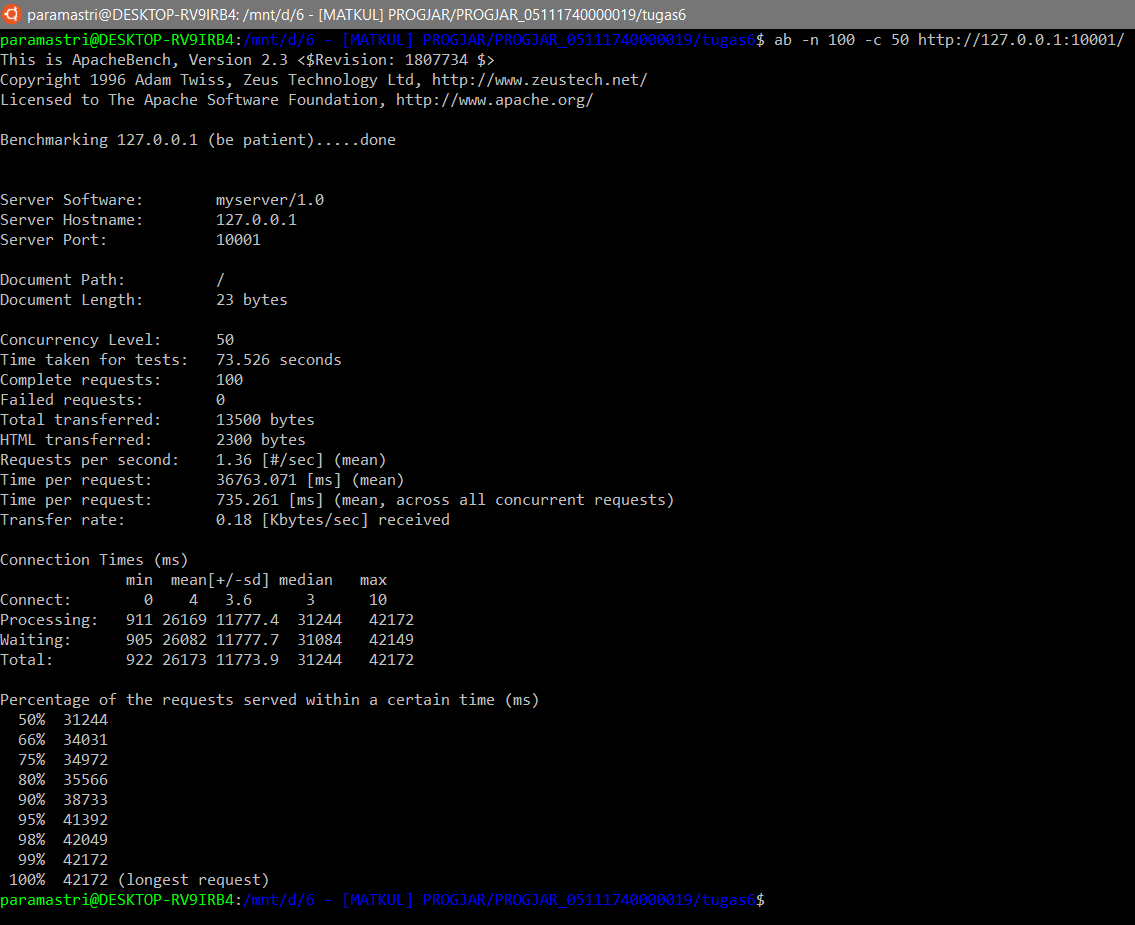 paramastri@DESKTOP-RV9IRB4: /mnt/d/6 - [MATKUL] PROGJAR/PROGJAR_05111740000019/tugas6
paramastri@DESKTOP-RV9IRB4:/mnt/d/6 - [MATKUL] PROGJAR/PROGJAR_05111740000019/tugas6$ ab -n 100 -c 50 http://127.0.0.1:10001/
This is ApacheBench, Version 2.3 <$Revision: 1807734 $>
Copyright 1996 Adam Twiss, Zeus Technology Ltd, http://www.zeustech.net/
Licensed to The Apache Software Foundation, http://www.apache.org/

Benchmarking 127.0.0.1 (be patient).....done


Server Software:        myserver/1.0
Server Hostname:        127.0.0.1
Server Port:            10001

Document Path:          /
Document Length:        23 bytes

Concurrency Level:      50
Time taken for tests:   73.526 seconds
Complete requests:      100
Failed requests:        0
Total transferred:      13500 bytes
HTML transferred:       2300 bytes
Requests per second:    1.36 [#/sec] (mean)
Time per request:       36763.071 [ms] (mean)
Time per request:       735.261 [ms] (mean, across all concurrent requests)
Transfer rate:          0.18 [Kbytes/sec] received

Connection Times (ms)
              min  mean[+/-sd] median   max
Connect:        0    4   3.6      3      10
Processing:   911 26169 11777.4  31244   42172
Waiting:      905 26082 11777.7  31084   42149
Total:        922 26173 11773.9  31244   42172

Percentage of the requests served within a certain time (ms)
  50%  31244
  66%  34031
  75%  34972
  80%  35566
  90%  38733
  95%  41392
  98%  42049
  99%  42172
 100%  42172 (longest request)
paramastri@DESKTOP-RV9IRB4:/mnt/d/6 - [MATKUL] PROGJAR/PROGJAR_05111740000019/tugas6$